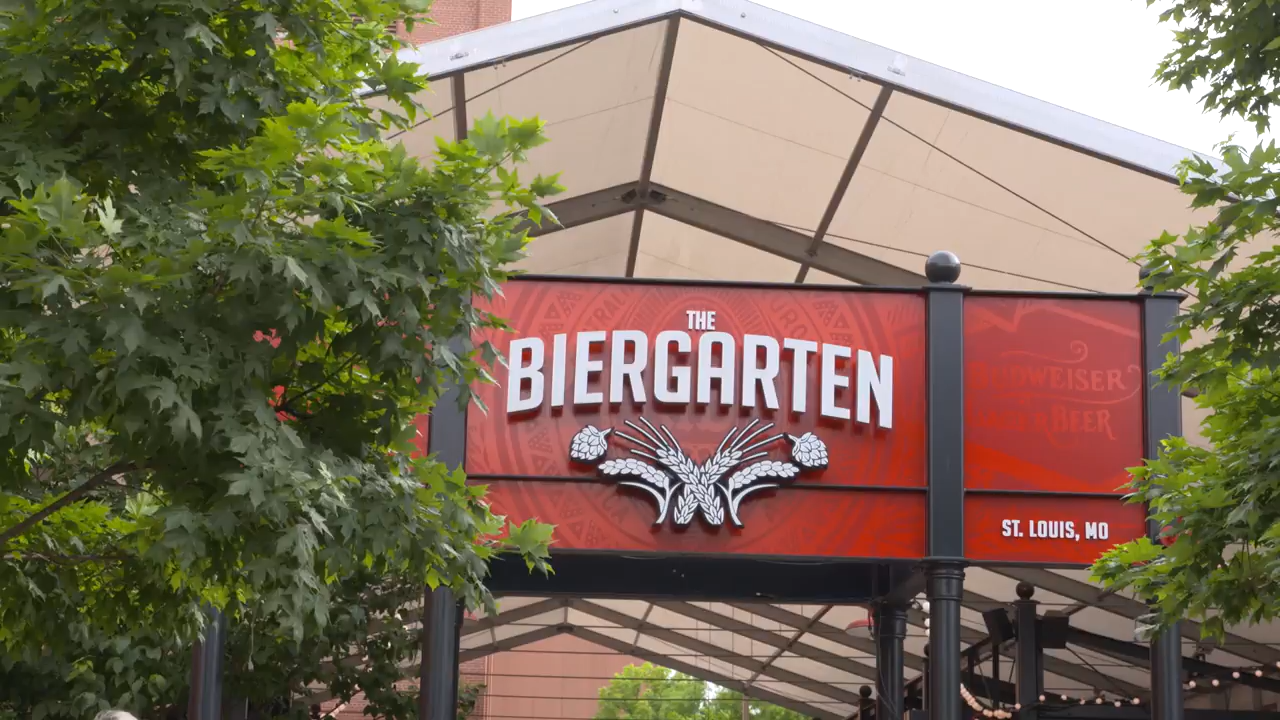 THE
BIERGARTEN
BUDWEISER
LAGER BEER
ST. LOUIS, MO